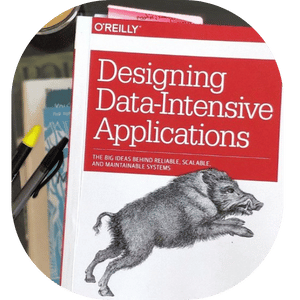 O'REILLY®
Designing
Data-Intensive
Applications
THE BIG IDEAS BEHIND RELIABLE, SCALABLE,
AND MAINTAINABLE SYSTEMS